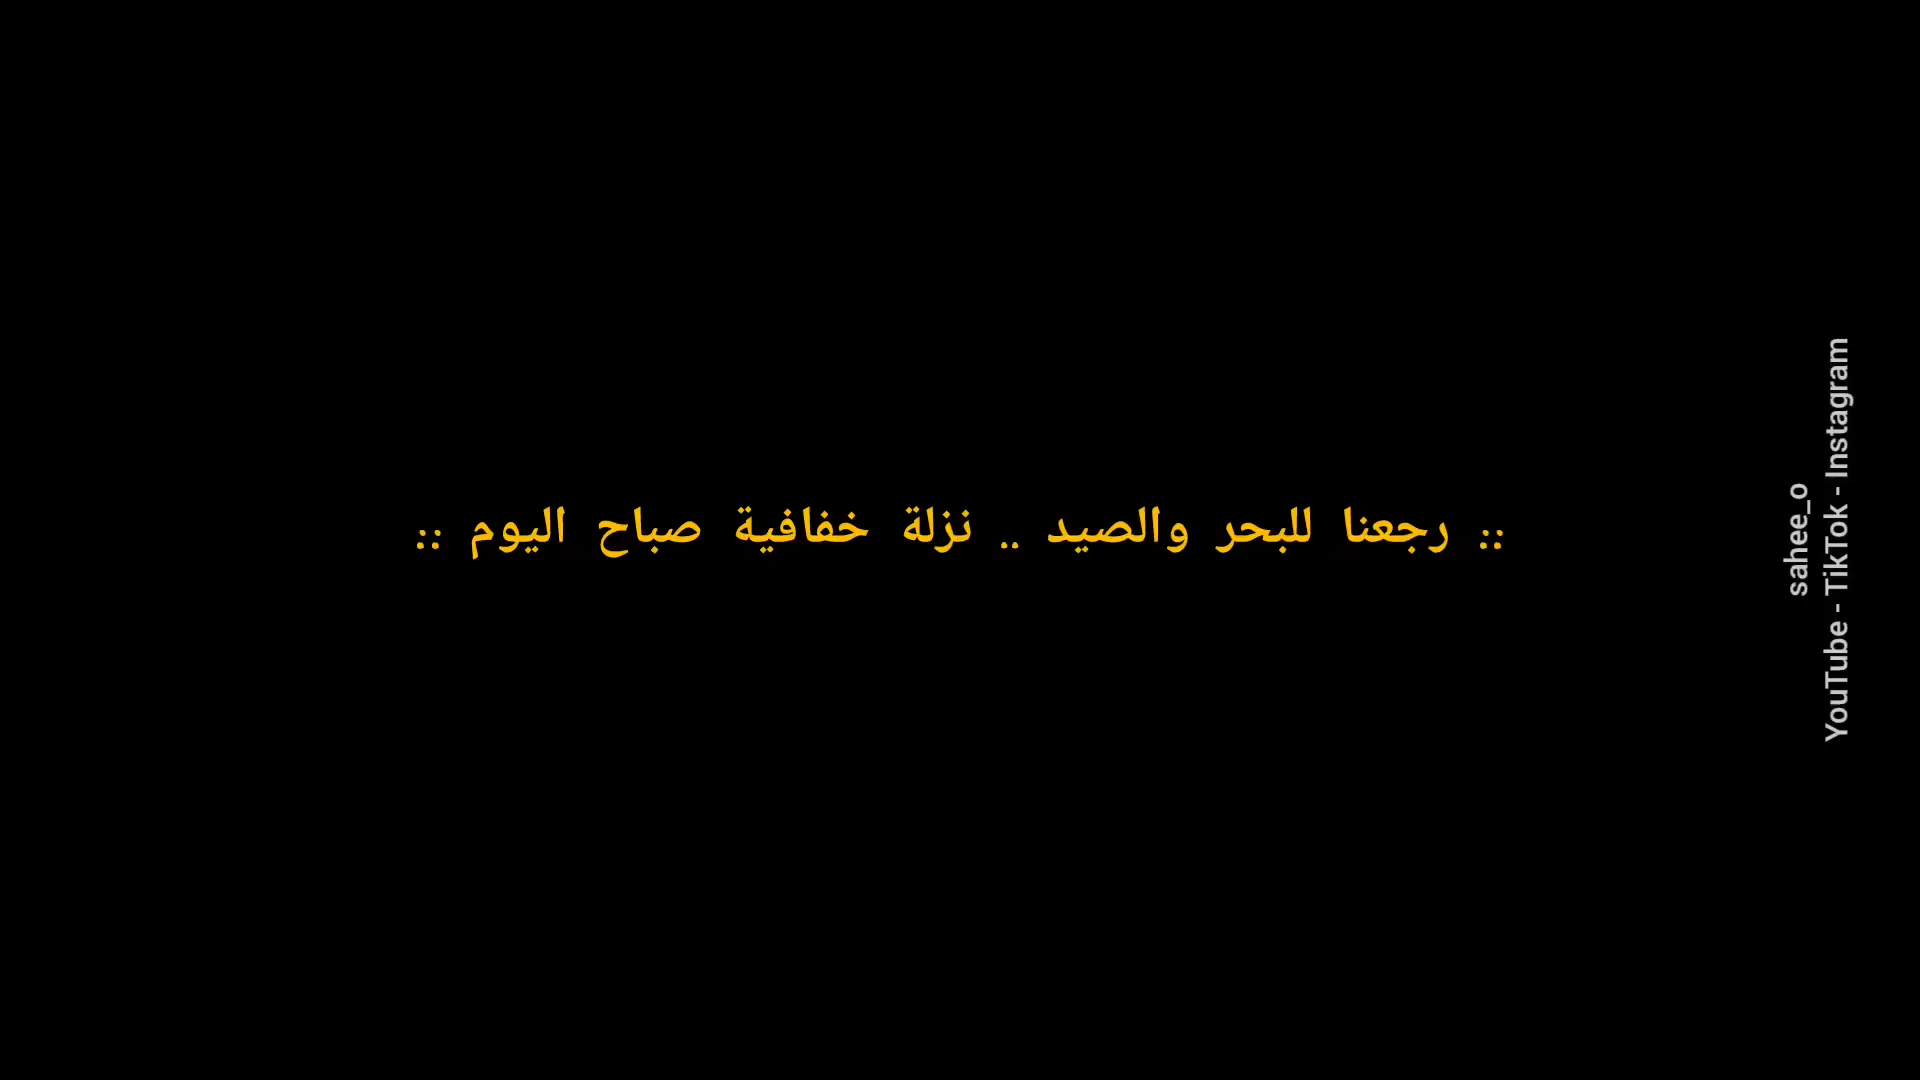 :: رجعنا للبحر والصيد .. نزلة خفافية صباح اليوم ::
sahee_o
YouTube - TikTok - Instagram